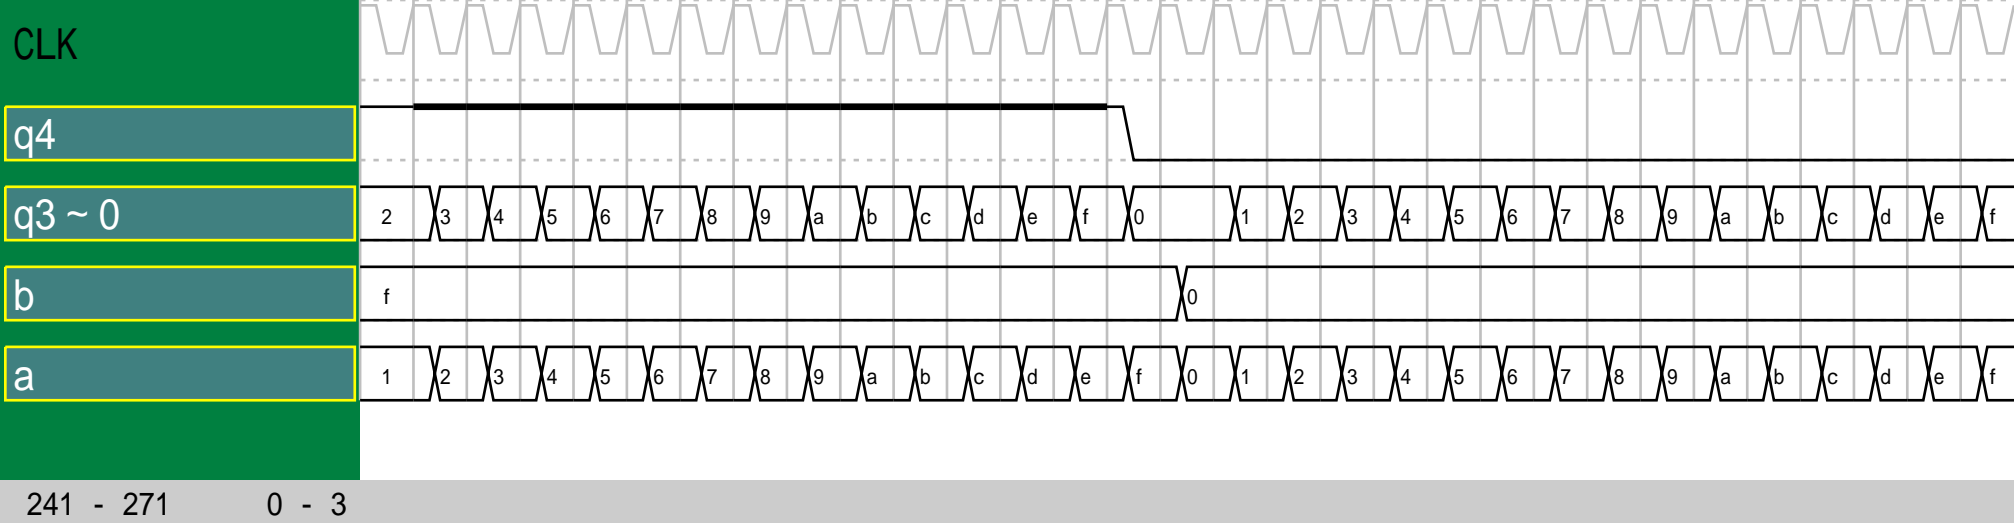 CLK
q4
q3 ~ 0 2 3 4 5 6 7 8 9 a b c d e f 0 1 2 3 4 5 6 7 8 9 a b c d e f
b f 0
a 1 2 3 4 5 6 7 8 9 a b c d e f 0 1 2 3 4 5 6 7 8 9 a b c d e f
241 - 271 0 - 3